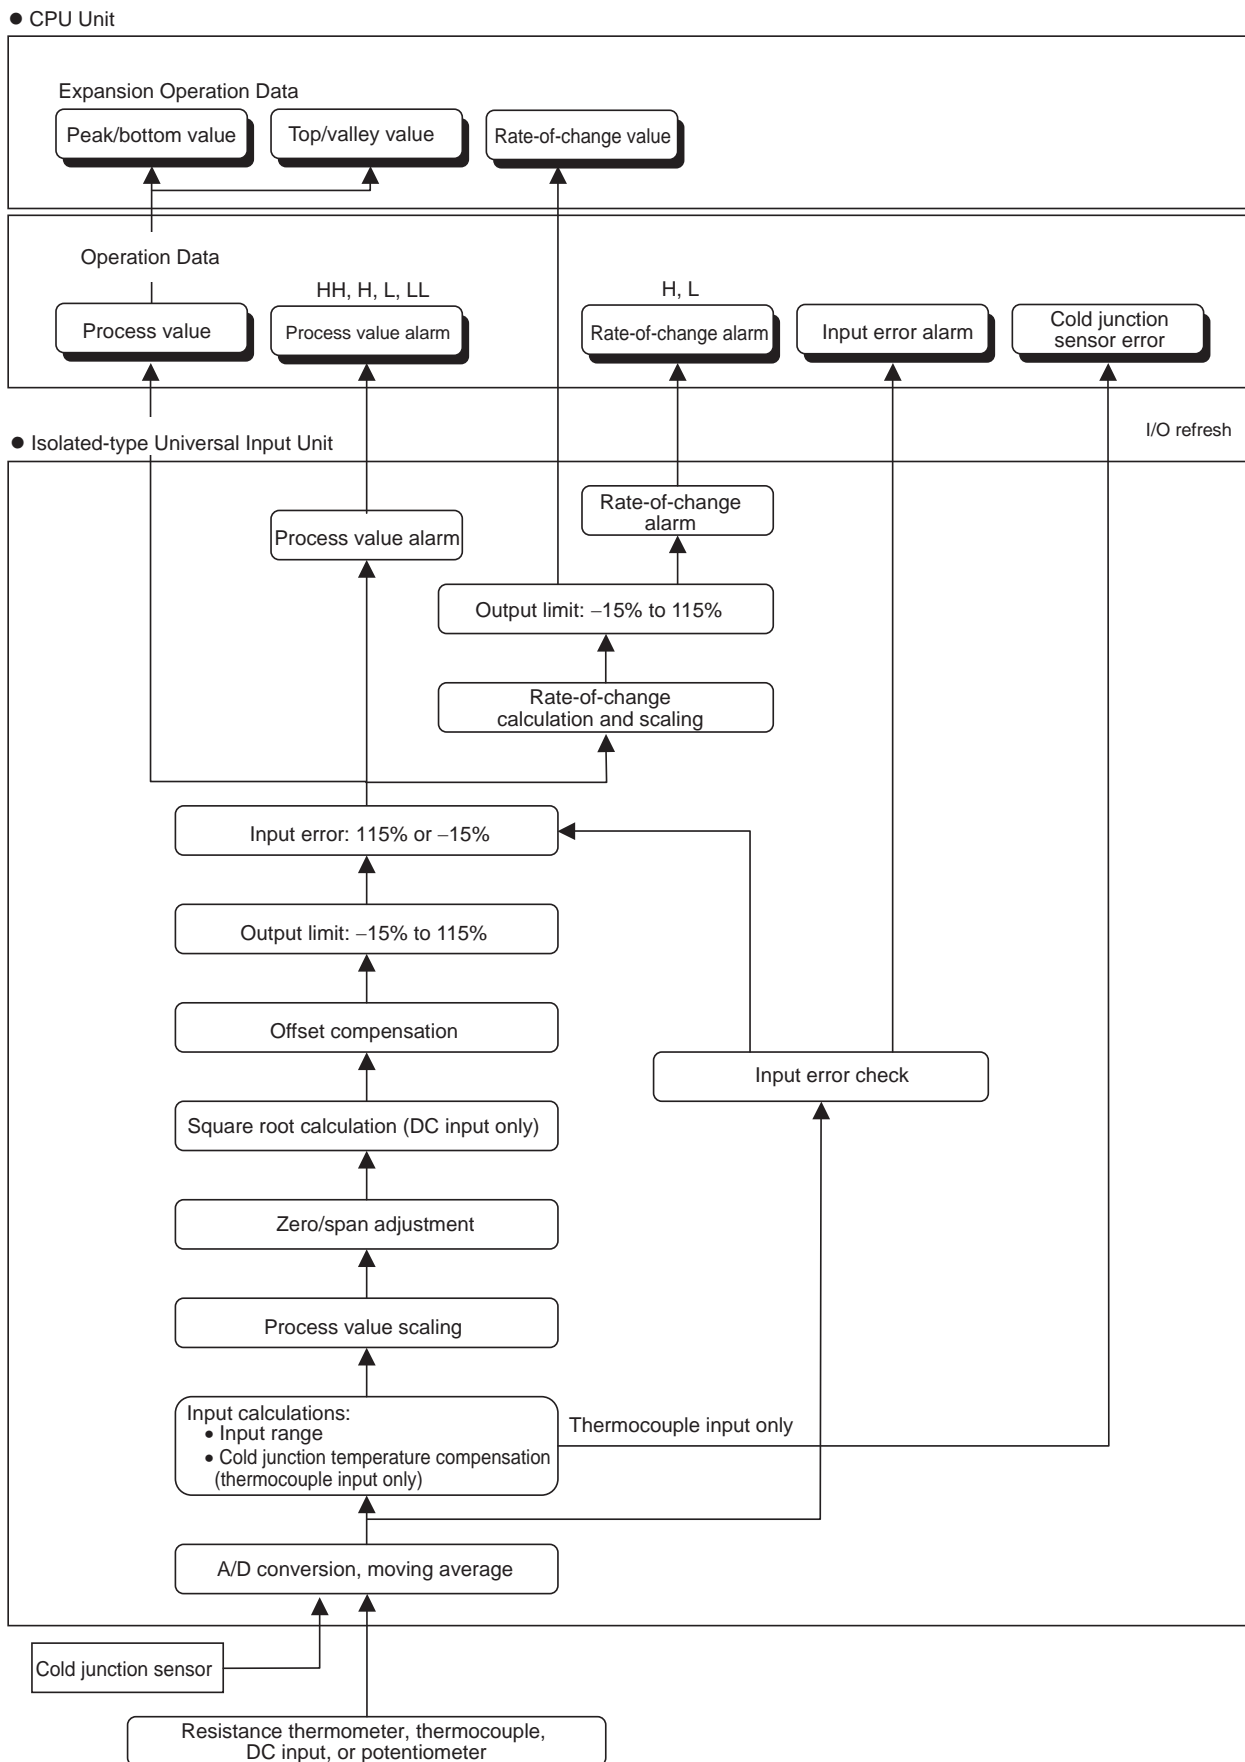 ● CPU Unit
Expansion Operation Data
Peak/bottom value
Top/valley value
Rate-of-change value
Operation Data
HH, H, L, LL
H, L
Process value
Process value alarm
Rate-of-change alarm
Input error alarm
Cold junction
sensor error
I/O refresh
● Isolated-type Universal Input Unit
Rate-of-change
alarm
Process value alarm
Output limit: –15% to 115%
Rate-of-change
calculation and scaling
Input error: 115% or –15%
Output limit: –15% to 115%
Offset compensation
Input error check
Square root calculation (DC input only)
Zero/span adjustment
Process value scaling
Input calculations:
• Input range
• Cold junction temperature compensation
(thermocouple input only)
Thermocouple input only
A/D conversion, moving average
Cold junction sensor
Resistance thermometer, thermocouple,
DC input, or potentiometer